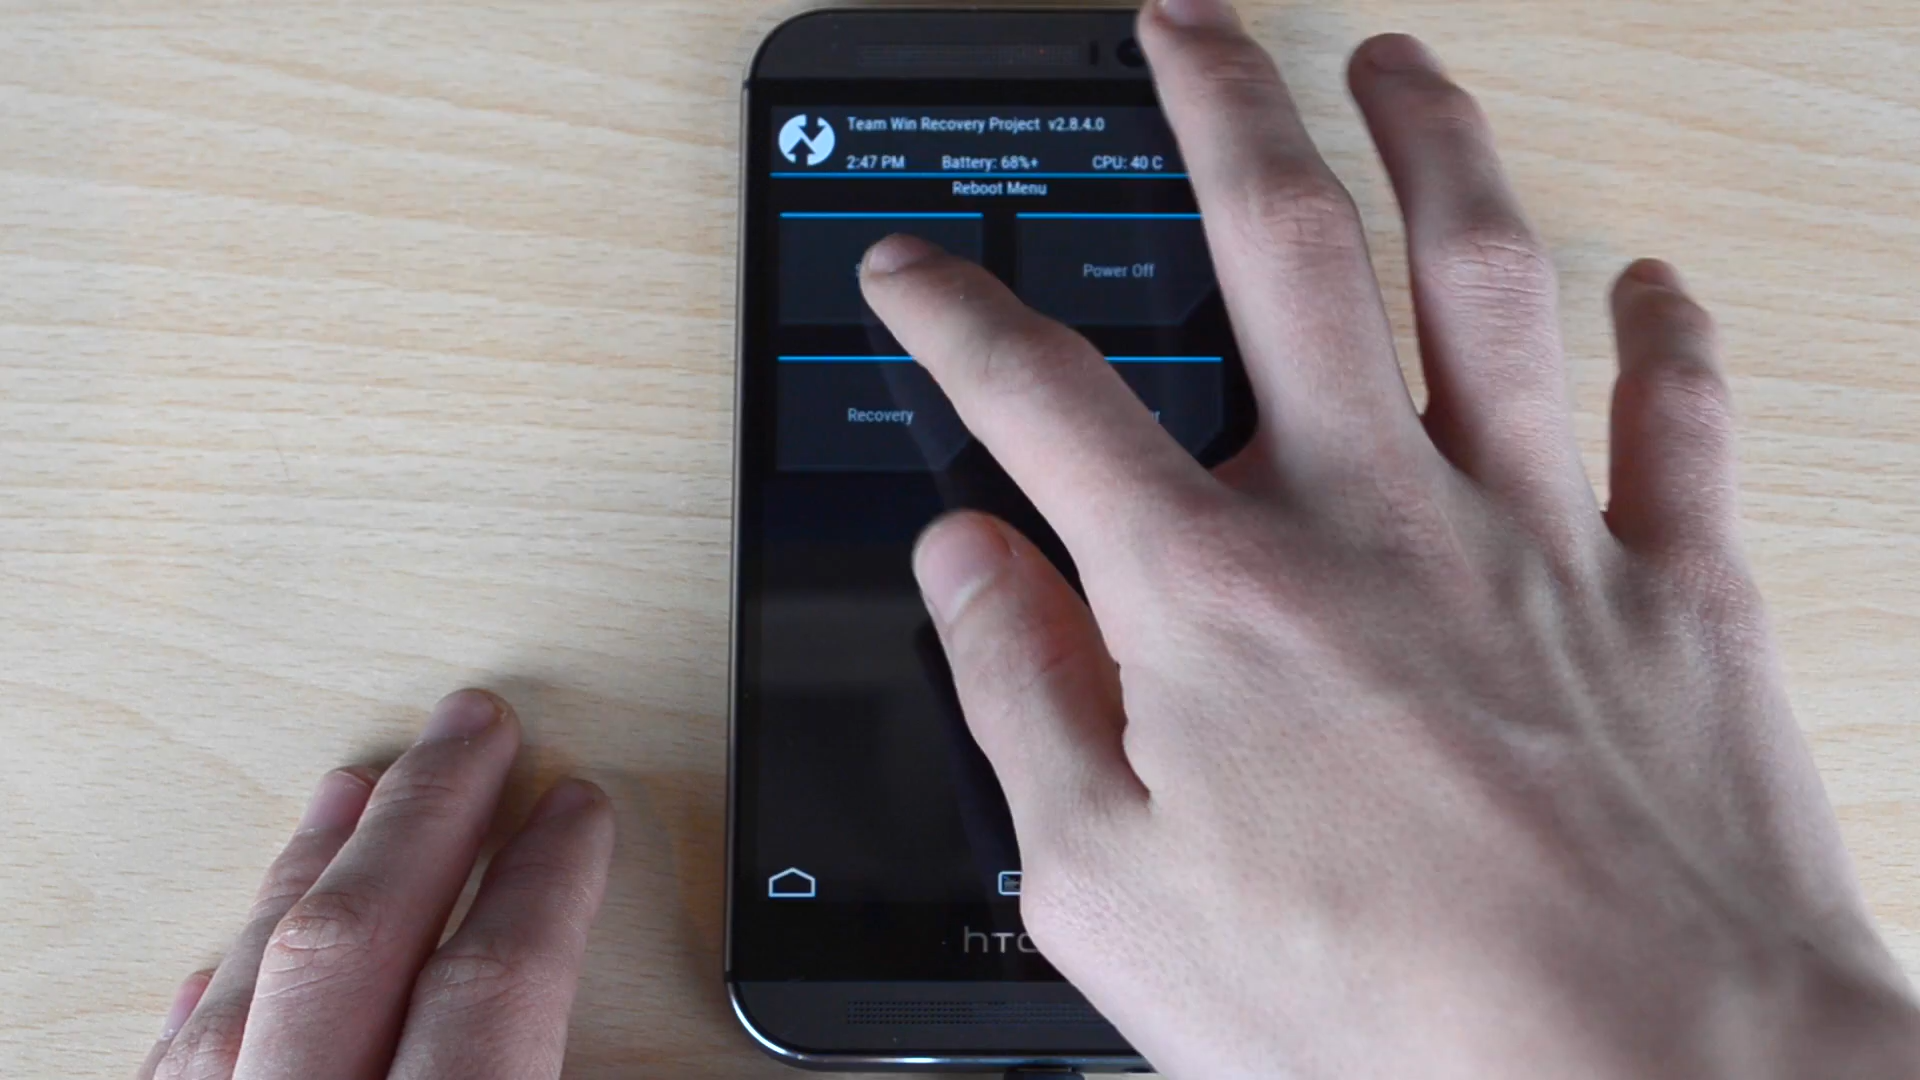 Team Win Recovery Project v2.8.4.0
2:47 PM Battery: 68%+ CPU: 40 C
Reboot Menu
Power Off
Recovery